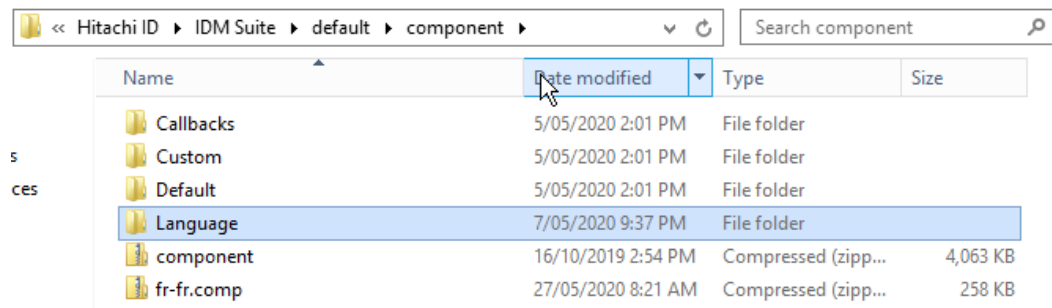 « Hitachi ID ▸ IDM Suite ▸ default ▸ component ▸ Search component
Name Date modified Type Size
Callbacks 5/05/2020 2:01 PM File folder
s Custom 5/05/2020 2:01 PM File folder
ces Default 5/05/2020 2:01 PM File folder
Language 7/05/2020 9:37 PM File folder
component 16/10/2019 2:54 PM Compressed (zipp... 4,063 KB
fr-fr.comp 27/05/2020 8:21 AM Compressed (zipp... 258 KB